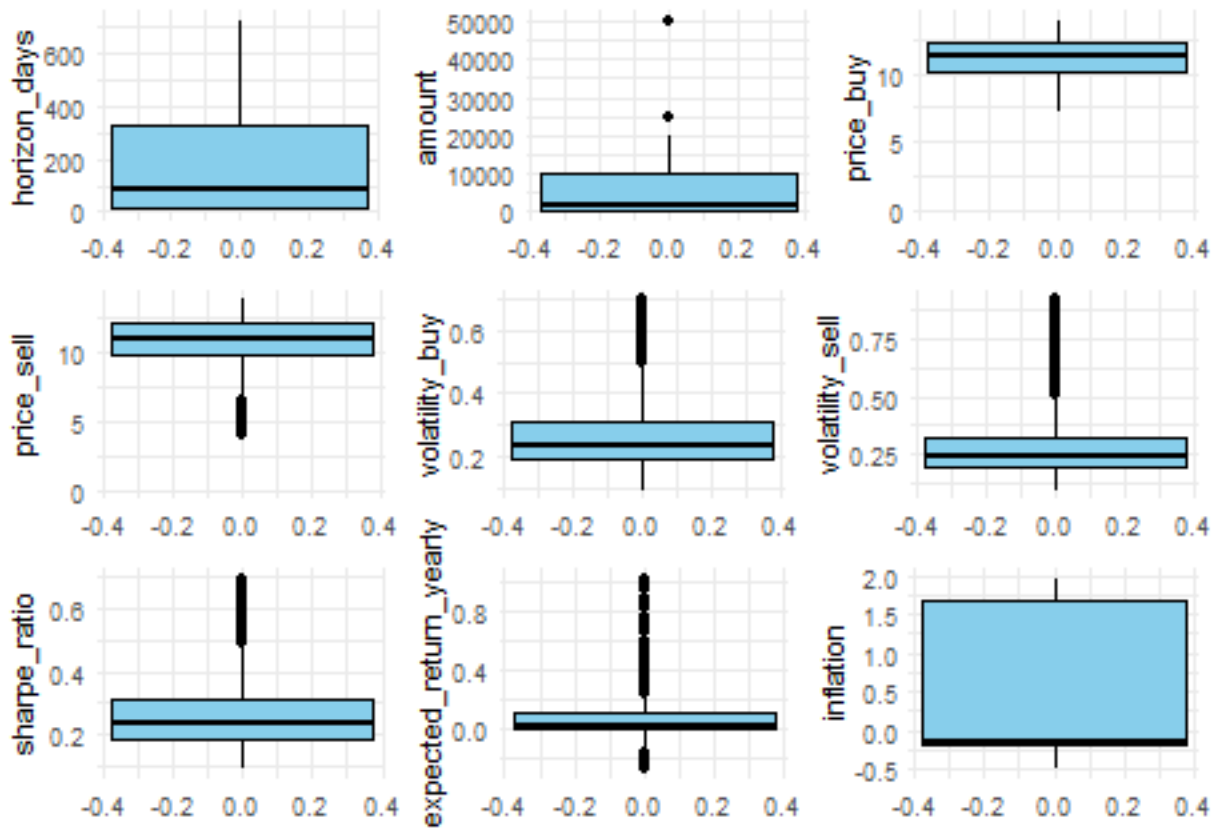 horizon_days
600
400
200
0
-0.4 -0.2 0.0 0.2 0.4
amount
50000
40000
30000
20000
10000
0
-0.4 -0.2 0.0 0.2 0.4
price_buy
10
5
0
-0.4 -0.2 0.0 0.2 0.4
price_sell
10
5
0
-0.4 -0.2 0.0 0.2 0.4
volatility_buy
0.6
0.4
0.2
-0.4 -0.2 0.0 0.2 0.4
volatility_sell
0.75
0.50
0.25
-0.4 -0.2 0.0 0.2 0.4
sharpe_ratio
0.6
0.4
0.2
-0.4 -0.2 0.0 0.2 0.4
expected_return_yearly
0.8
0.4
0.0
-0.4 -0.2 0.0 0.2 0.4
inflation
2.0
1.5
1.0
0.5
0.0
-0.5
-0.4 -0.2 0.0 0.2 0.4